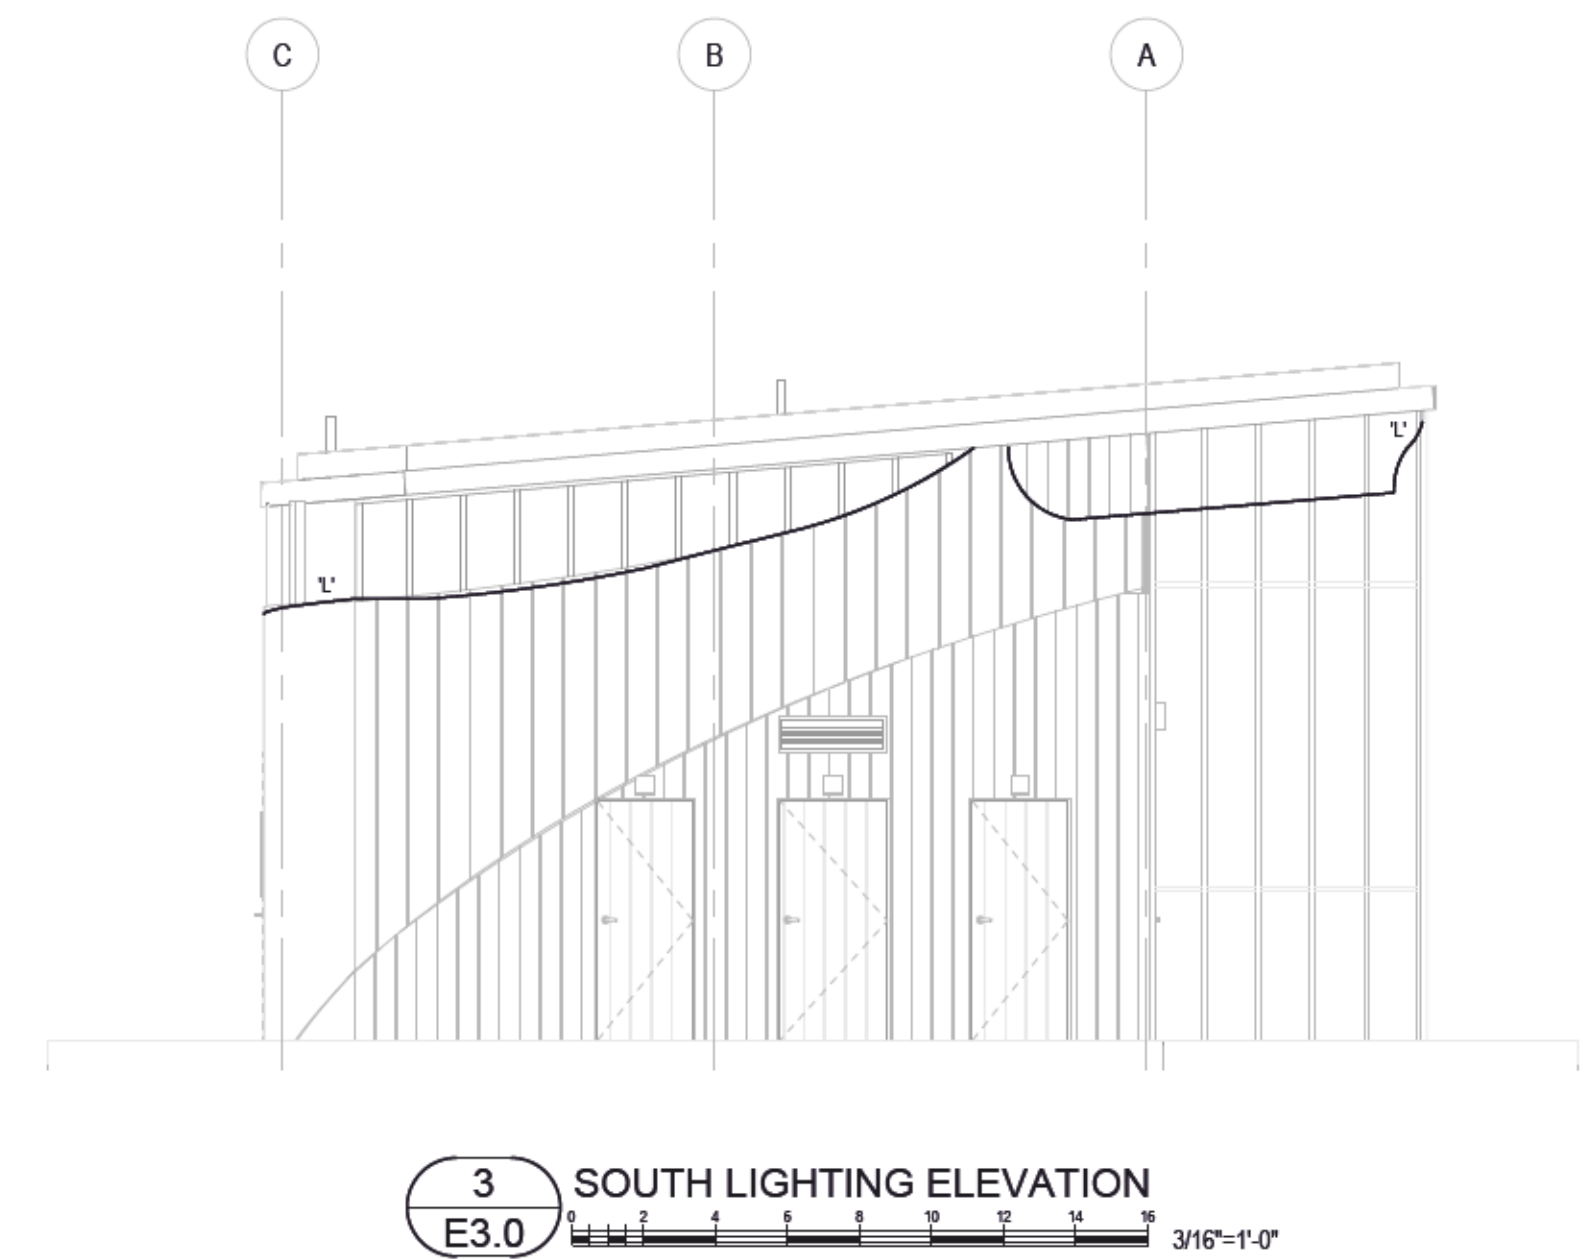 C B A
'L'
'L'
3 SOUTH LIGHTING ELEVATION
0 2 4 6 8 10 12 14 16
E3.0 3/16"=1'-0"